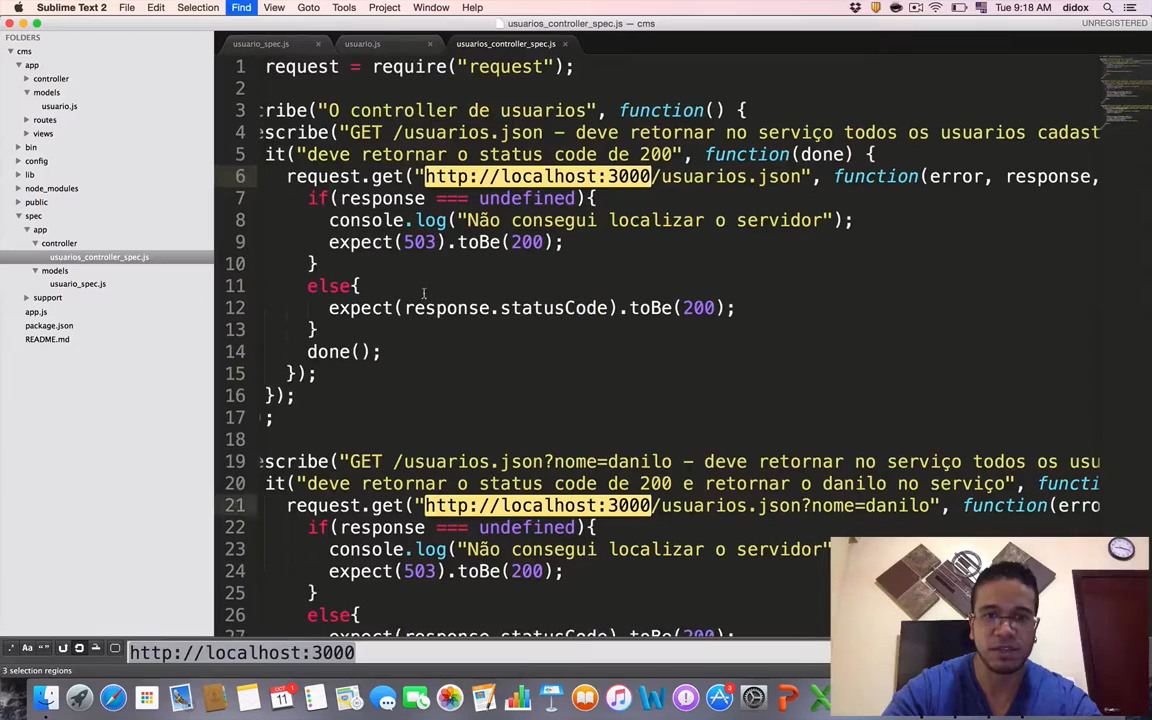 Sublime Text 2 File Edit Selection Find View Goto Tools Project Window Help Tue 9:18 AM didox
usuarios_controller_spec.js — cms UNREGISTERED
FOLDERS
cms
app
controller
models
usuario.js
routes
views
bin
config
lib
node_modules
public
spec
app
controller
usuarios_controller_spec.js
models
usuario_spec.js
support
app.js
package.json
README.md
usuario_spec.js × usuario.js × usuarios_controller_spec.js ×
1 request = require("request");
2
3 cribe("O controller de usuarios", function() {
4 escribe("GET /usuarios.json – deve retornar no serviço todos os usuarios cadast
5 it("deve retornar o status code de 200", function(done) {
6 request.get("http://localhost:3000/usuarios.json", function(error, response,
7 if(response === undefined){
8 console.log("Não consegui localizar o servidor");
9 expect(503).toBe(200);
10 }
11 else{
12 expect(response.statusCode).toBe(200);
13 }
14 done();
15 });
16 });
17 ;
18
19 escribe("GET /usuarios.json?nome=danilo – deve retornar no serviço todos os usu
20 it("deve retornar o status code de 200 e retornar o danilo no serviço", functi
21 request.get("http://localhost:3000/usuarios.json?nome=danilo", function(erro
22 if(response === undefined){
23 console.log("Não consegui localizar o servidor"
24 expect(503).toBe(200);
25 }
26 else{
27 expect(response.statusCode).toBe(200);
.* Aa “”
http://localhost:3000
3 selection regions